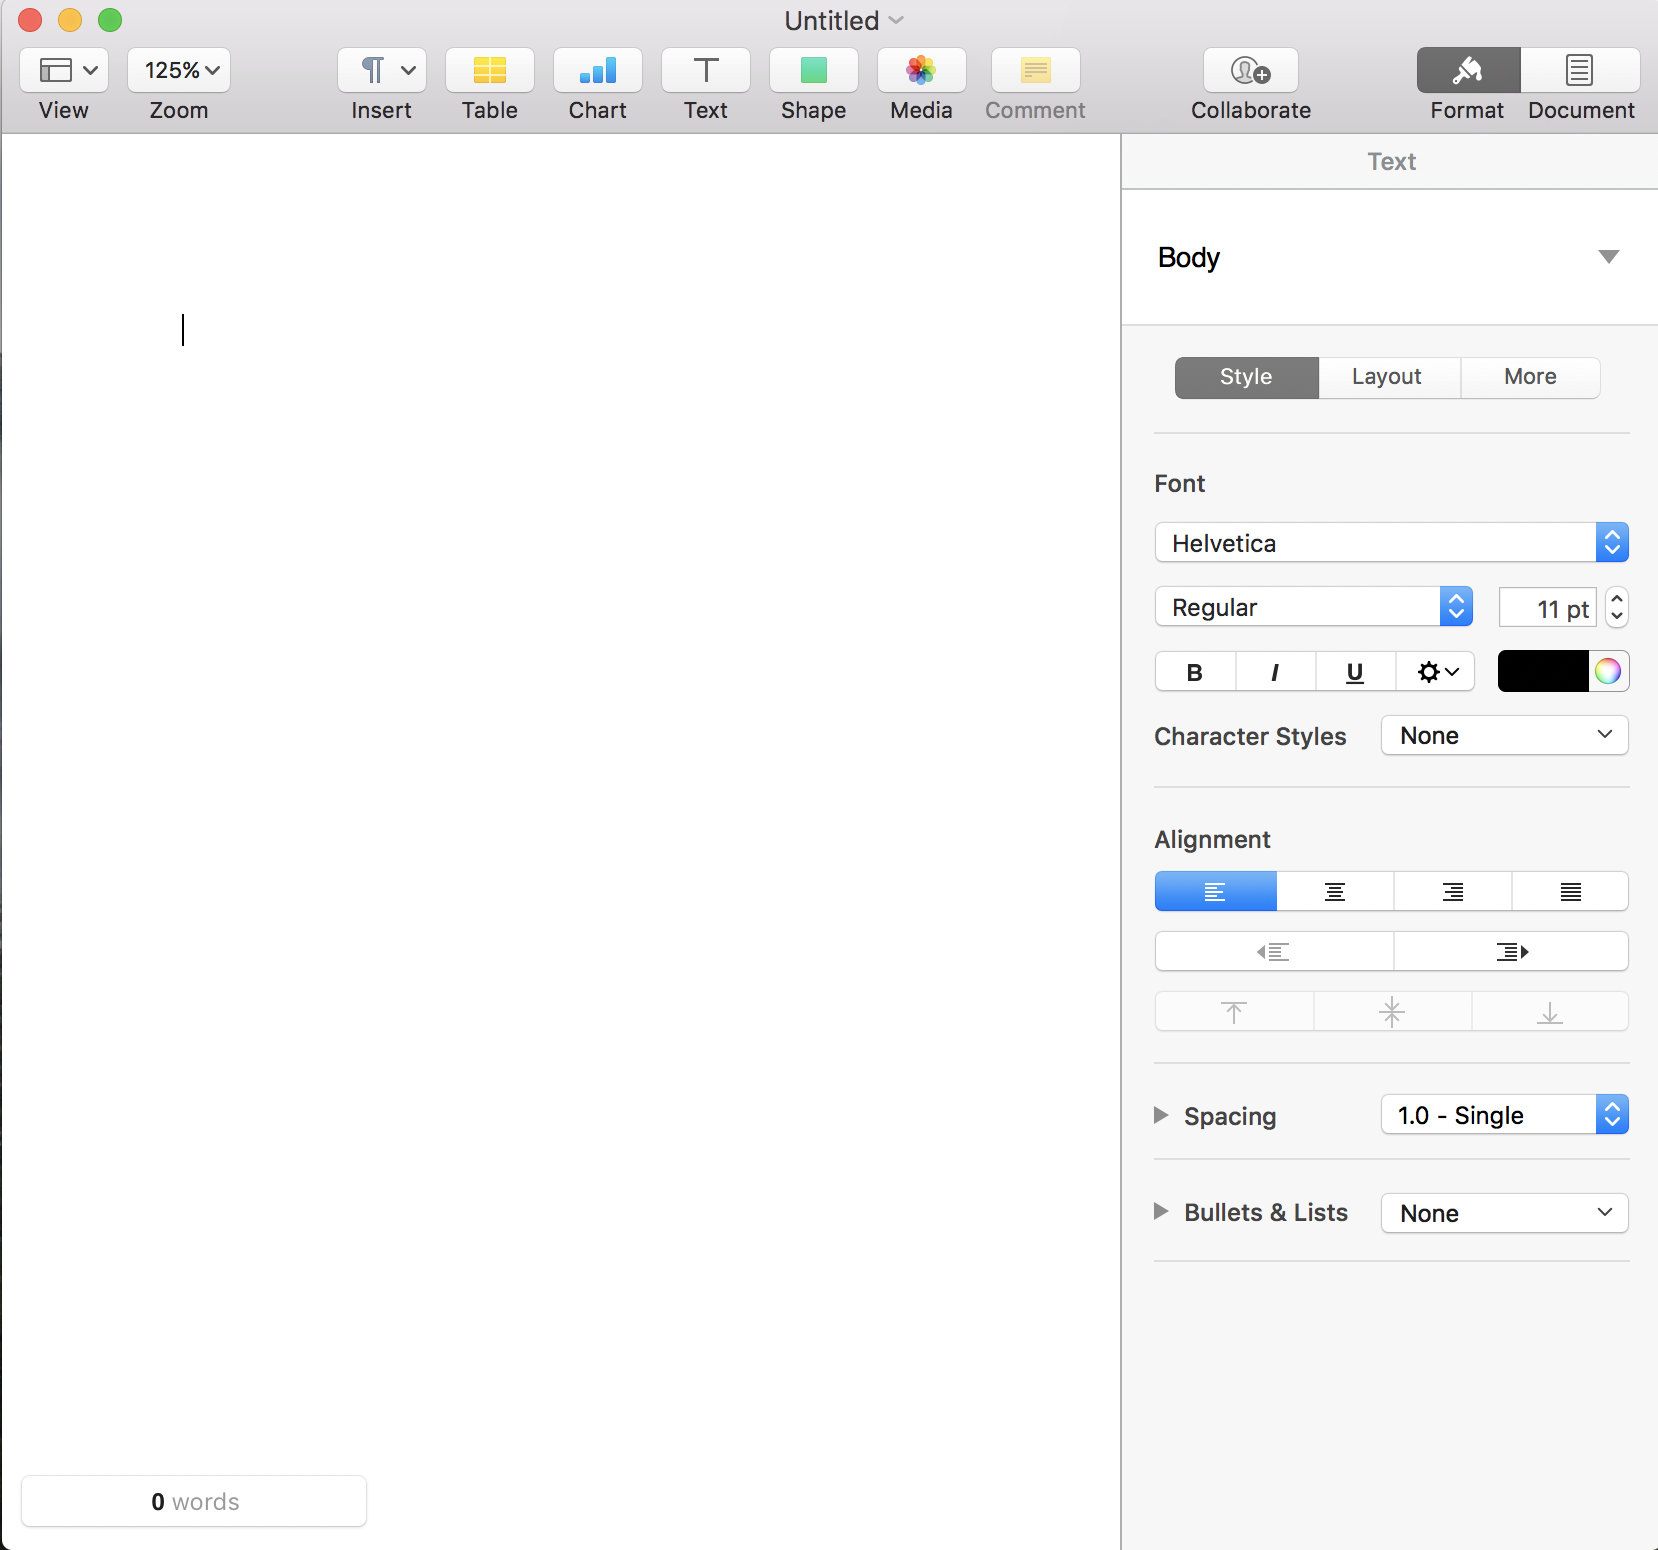 Untitled
125%
View Zoom Insert Table Chart Text Shape Media Comment Collaborate Format Document
Text
Body
Style Layout More
Font
Helvetica
Regular 11 pt
B I U
Character Styles None
Alignment
Spacing 1.0 - Single
Bullets & Lists None
0 words